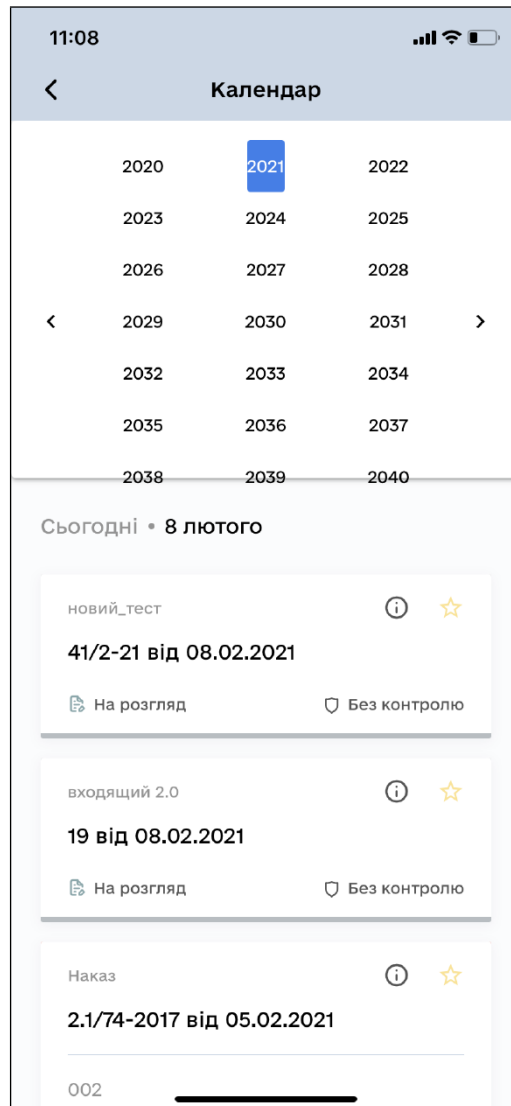 11:08
Календар
2020 2021 2022
2023 2024 2025
2026 2027 2028
2029 2030 2031
2032 2033 2034
2035 2036 2037
2038 2039 2040
Сьогодні • 8 лютого
новий_тест
41/2-21 від 08.02.2021
На розгляд Без контролю
входящий 2.0
19 від 08.02.2021
На розгляд Без контролю
Наказ
2.1/74-2017 від 05.02.2021
002